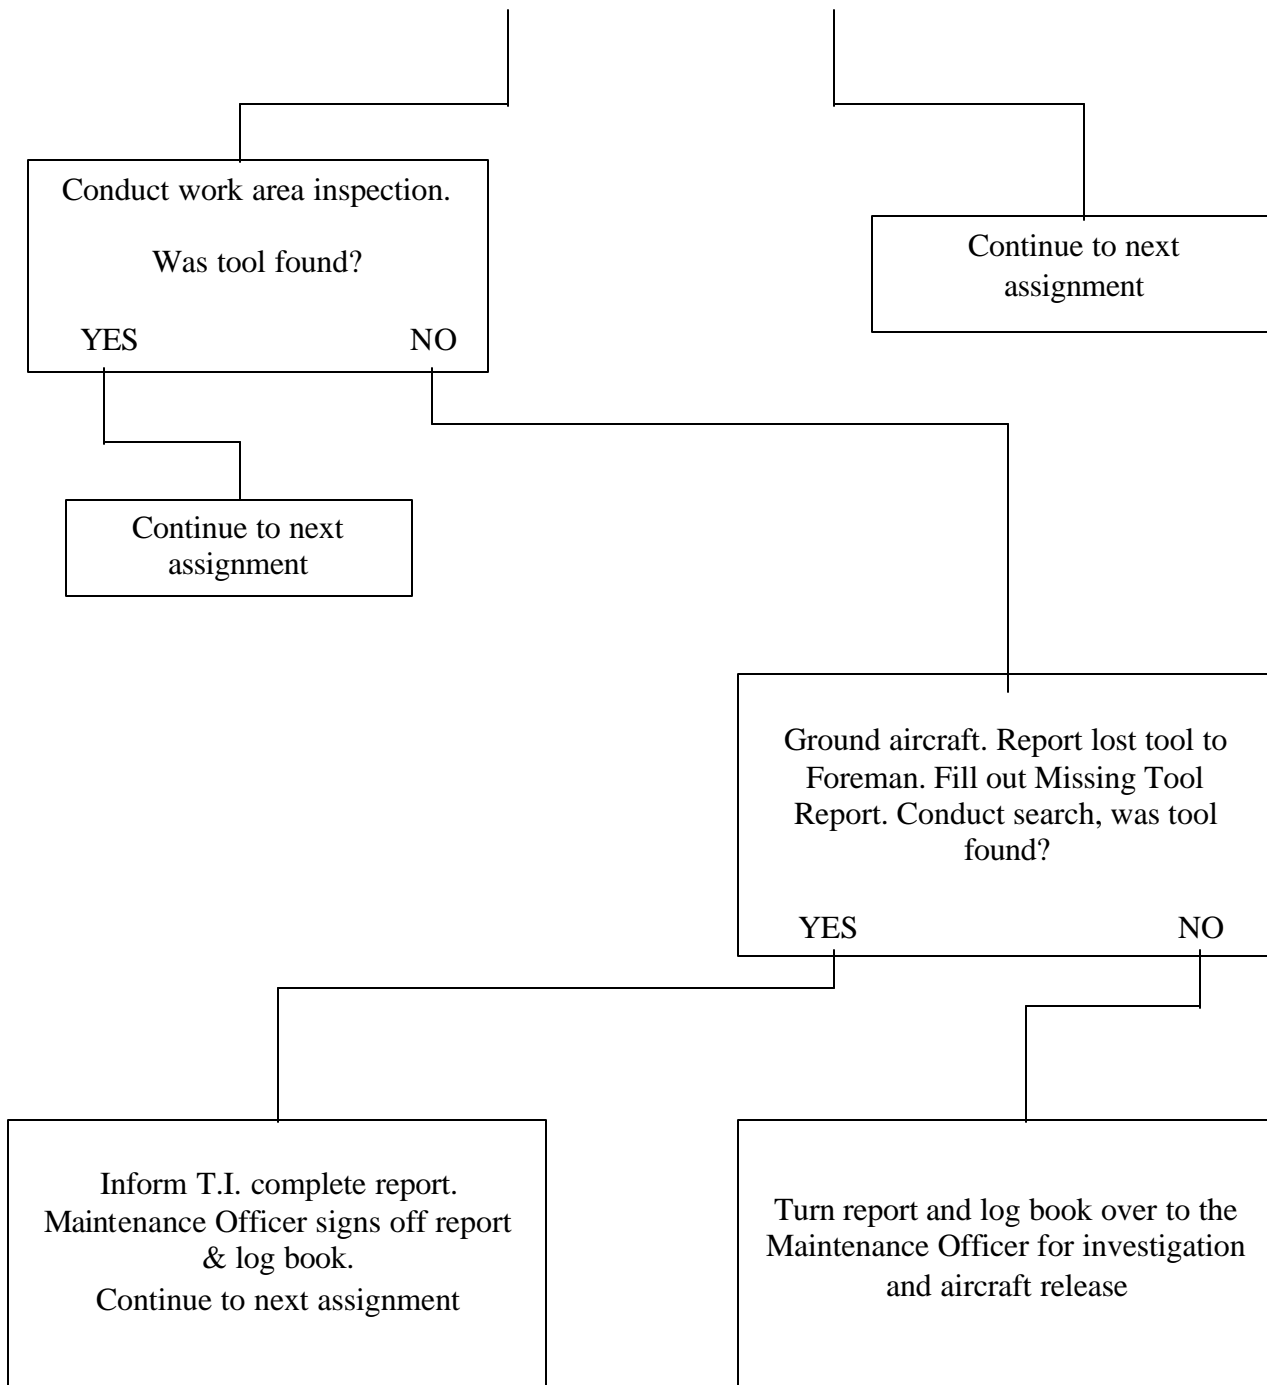 Conduct work area inspection.
Was tool found?
YES NO
Continue to next
assignment
Continue to next
assignment
Ground aircraft. Report lost tool to
Foreman. Fill out Missing Tool
Report. Conduct search, was tool
found?
YES NO
Inform T.I. complete report.
Maintenance Officer signs off report
& log book.
Continue to next assignment
Turn report and log book over to the
Maintenance Officer for investigation
and aircraft release